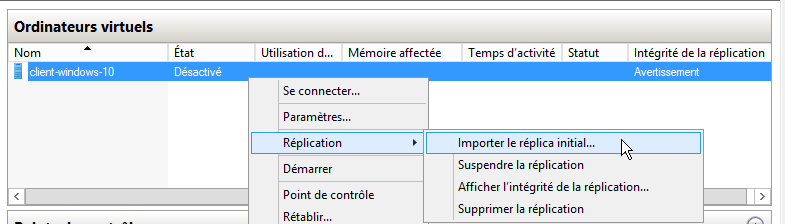 Ordinateurs virtuels
Nom État Utilisation d... Mémoire affectée Temps d'activité Statut Intégrité de la réplication
client-windows-10 Désactivé Avertissement
Se connecter...
Paramètres...
Réplication
Importer le réplica initial...
Suspendre la réplication
Démarrer
Afficher l'intégrité de la réplication...
Point de contrôle
Supprimer la réplication
Rétablir...